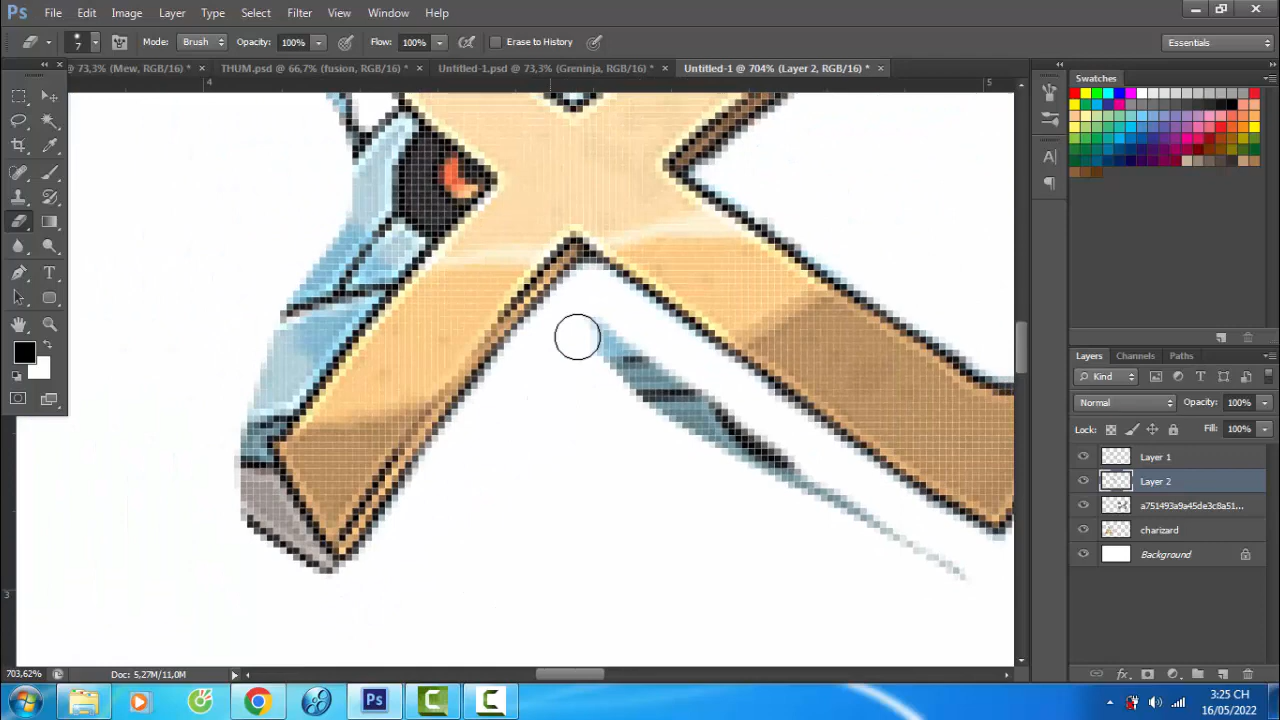 Ps File Edit Image Layer Type Select Filter View Window Help
7 Mode: Brush Opacity: 100% Flow: 100% Erase to History Essentials
@ 73,3% (Mew, RGB/16) * × THUM.psd @ 66,7% (fusion, RGB/16) * × Untitled-1.psd @ 73,3% (Greninja, RGB/16) * × Untitled-1 @ 704% (Layer 2, RGB/16) * ×
4 5
Swatches
3
Layers Channels Paths
Kind
Normal Opacity: 100%
Lock: Fill: 100%
Layer 1
Layer 2
a751493a9a45de3c8a51...
charizard
Background
703,62% Doc: 5,27M/11,0M
3:25 CH
16/05/2022